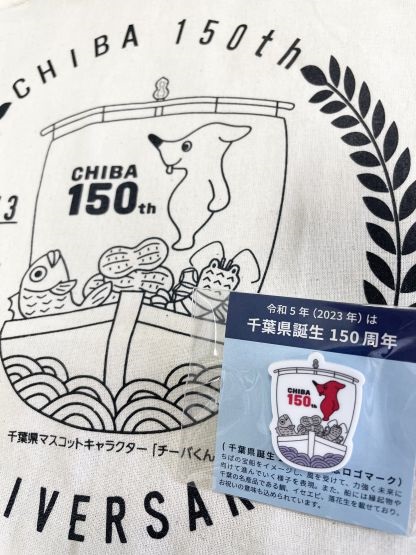 CHIBA 150th
3
CHIBA
150th
千葉県マスコットキャラクター「チーバくん
IVERSA
令和5年(2023年)は
千葉県誕生150周年
CHIBA
150th
(千葉県誕生
ロゴマーク)
ちばの宝船をイメージし、風を受けて、力強く未来に
向けて進んでいく様子を表現。また、船には縁起物や
千葉の名産品である鯛、イセエビ、落花生を載せており、
お祝いの意味も込められています。